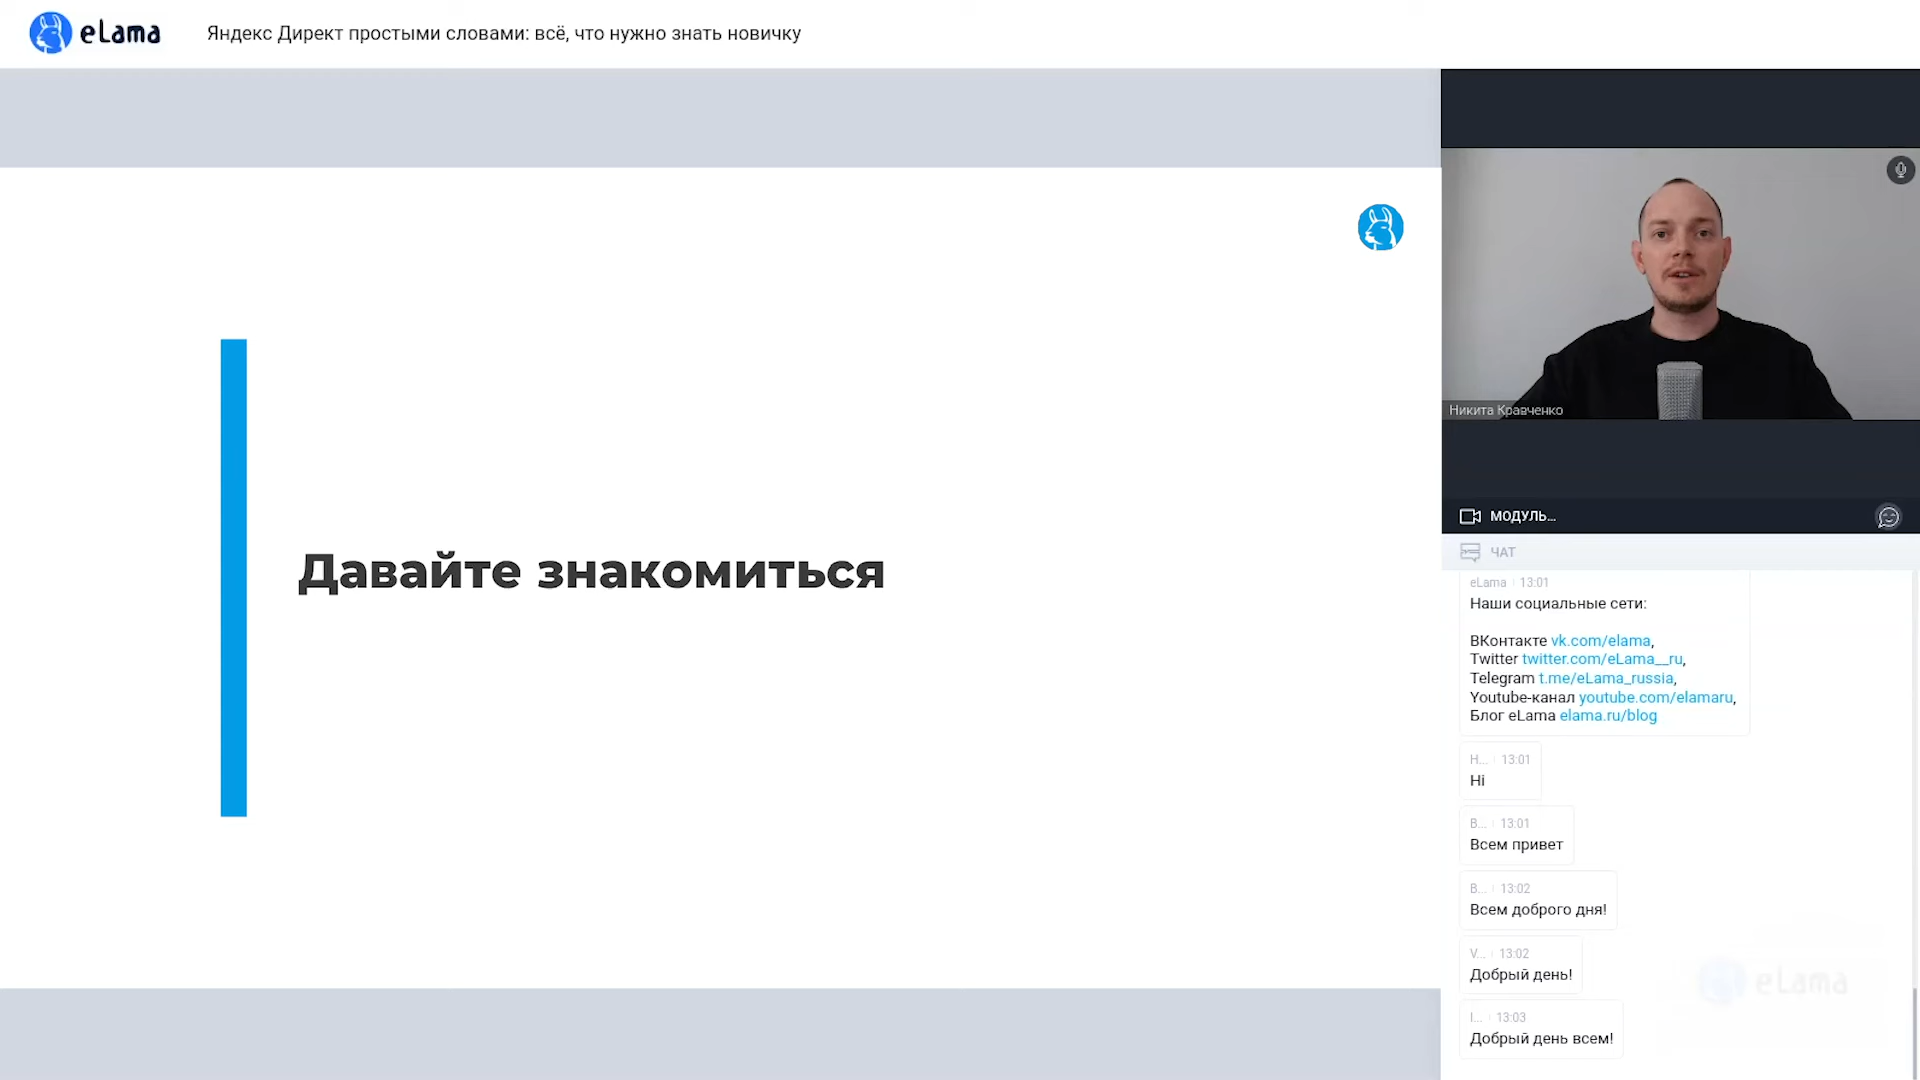 eLama
Яндекс Директ простыми словами: всё, что нужно знать новичку
Давайте знакомиться
Никита Кравченко
МОДУЛЬ...
ЧАТ
eLama 13:01
Наши социальные сети:
ВКонтакте vk.com/elama,
Twitter twitter.com/eLama__ru,
Telegram t.me/eLama_russia,
Youtube-канал youtube.com/elamaru,
Блог eLama elama.ru/blog
H... 13:01
Hi
B... 13:01
Всем привет
B... 13:02
Всем доброго дня!
V... 13:02
Добрый день!
I... 13:03
Добрый день всем!
eLama